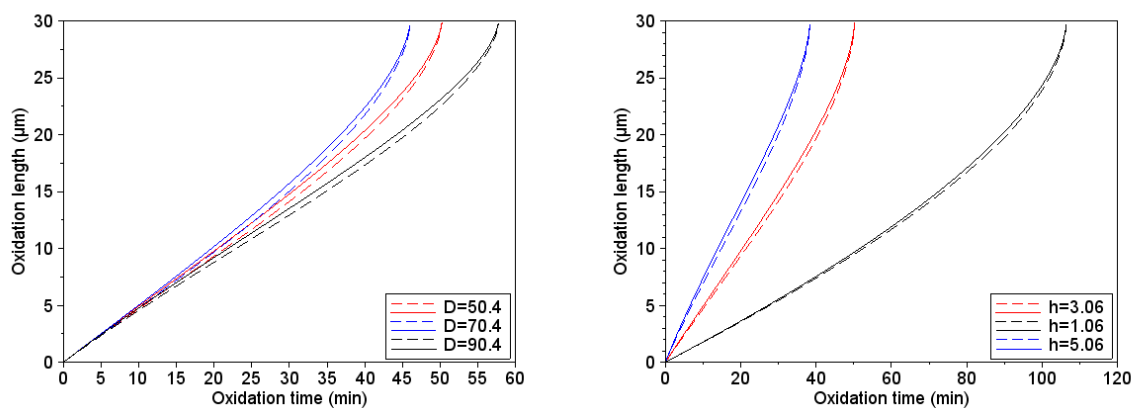 Oxidation length (µm)
30
25
20
15
10
5
0
D=50.4
D=70.4
D=90.4
0 5 10 15 20 25 30 35 40 45 50 55 60
Oxidation time (min)
Oxidation length (µm)
30
25
20
15
10
5
0
h=3.06
h=1.06
h=5.06
0 20 40 60 80 100 120
Oxidation time (min)